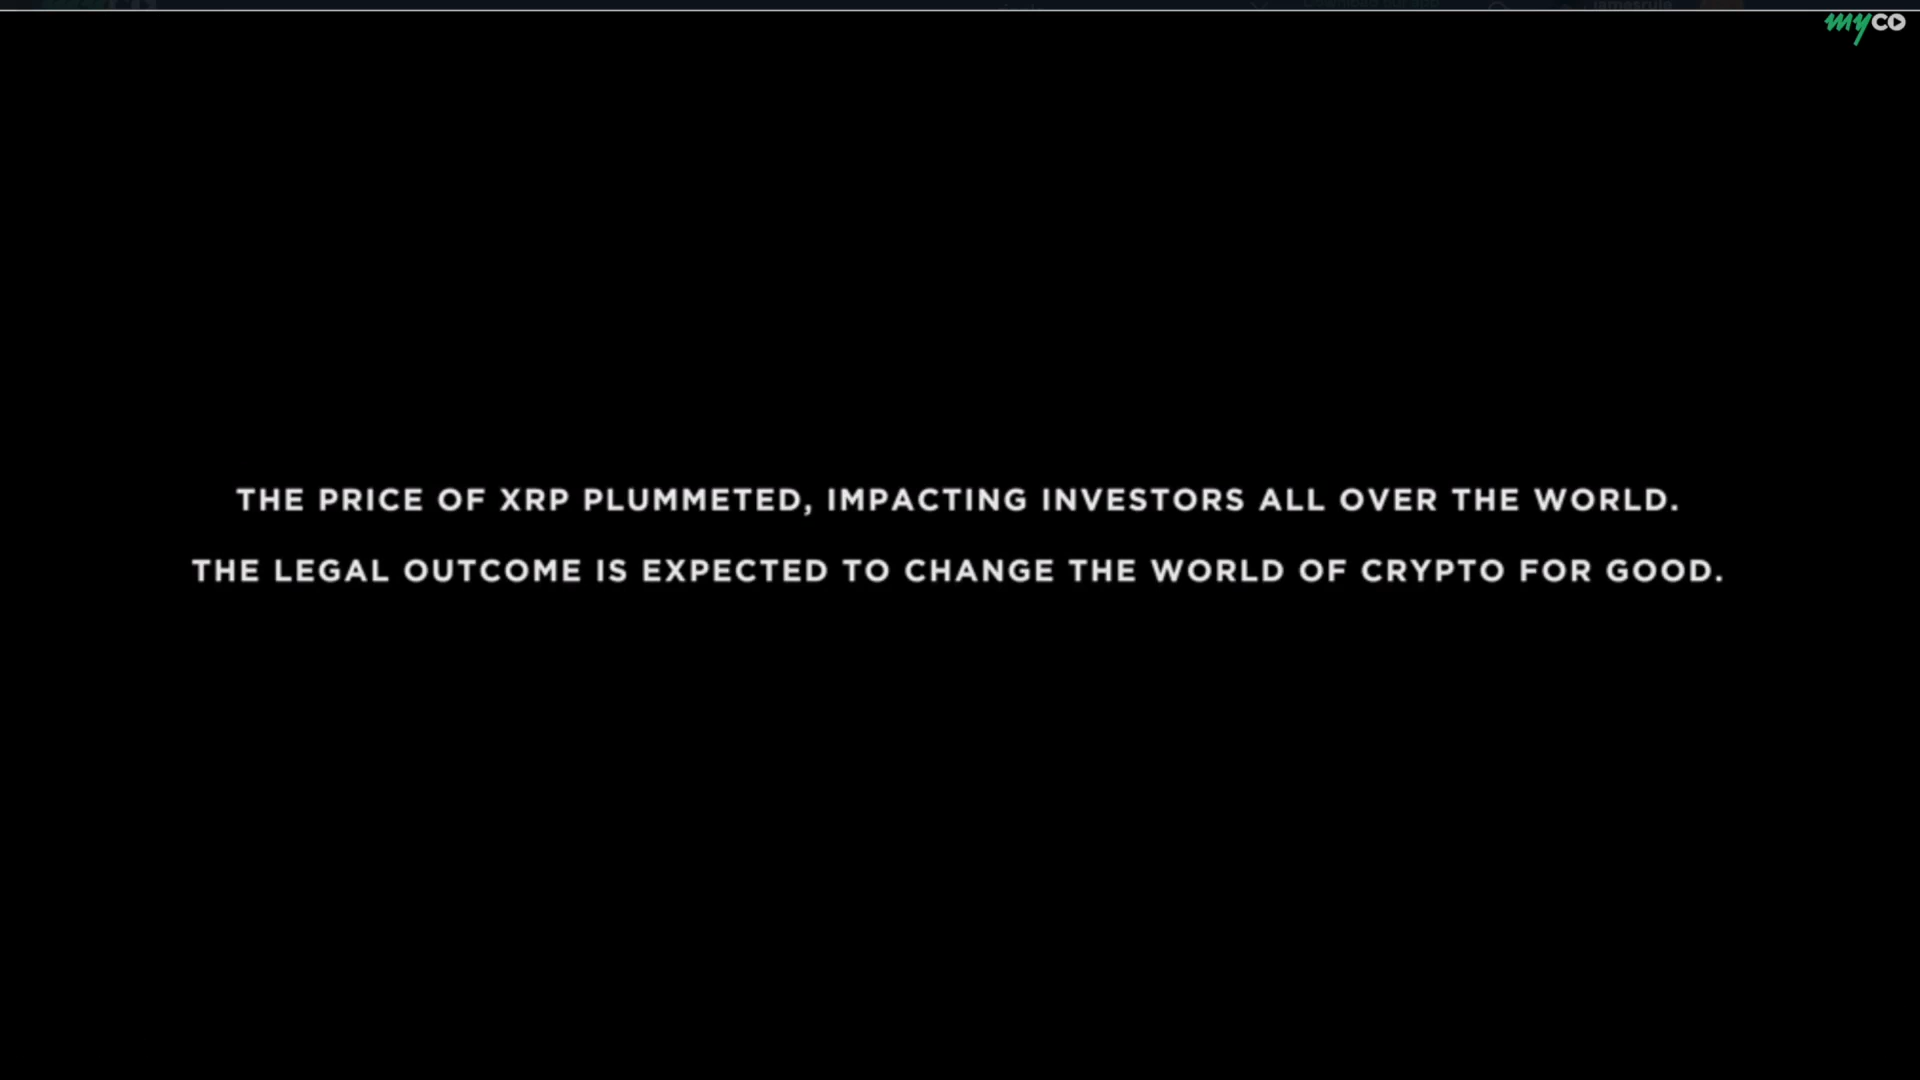 myco
THE PRICE OF XRP PLUMMETED, IMPACTING INVESTORS ALL OVER THE WORLD.
THE LEGAL OUTCOME IS EXPECTED TO CHANGE THE WORLD OF CRYPTO FOR GOOD.